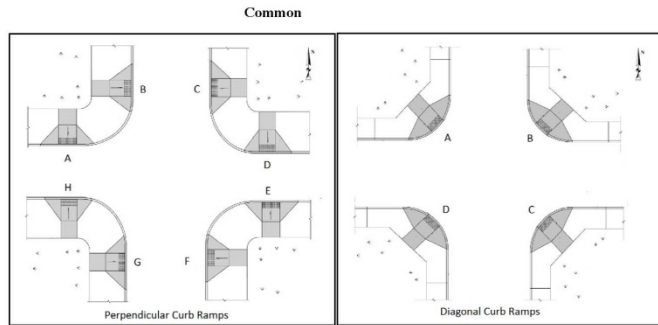 Common
B
C
A
D
H
E
G
F
Perpendicular Curb Ramps
A
B
D
C
Diagonal Curb Ramps